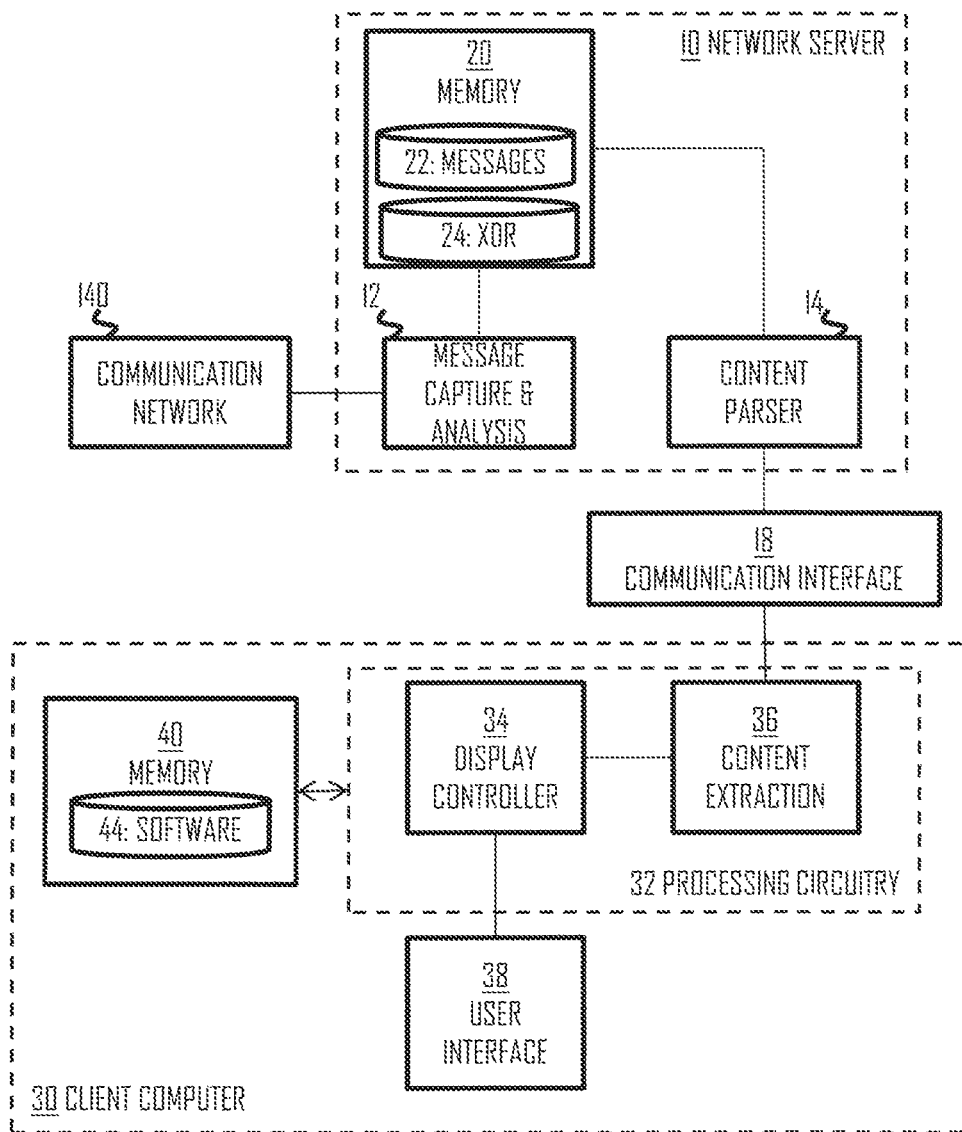 10 NETWORK SERVER
20
MEMORY
22: MESSAGES
24: XDR
140
COMMUNICATION
NETWORK
12
MESSAGE
CAPTURE &
ANALYSIS
14
CONTENT
PARSER
18
COMMUNICATION INTERFACE
40
MEMORY
44: SOFTWARE
34
DISPLAY
CONTROLLER
36
CONTENT
EXTRACTION
32 PROCESSING CIRCUITRY
38
USER
INTERFACE
30 CLIENT COMPUTER